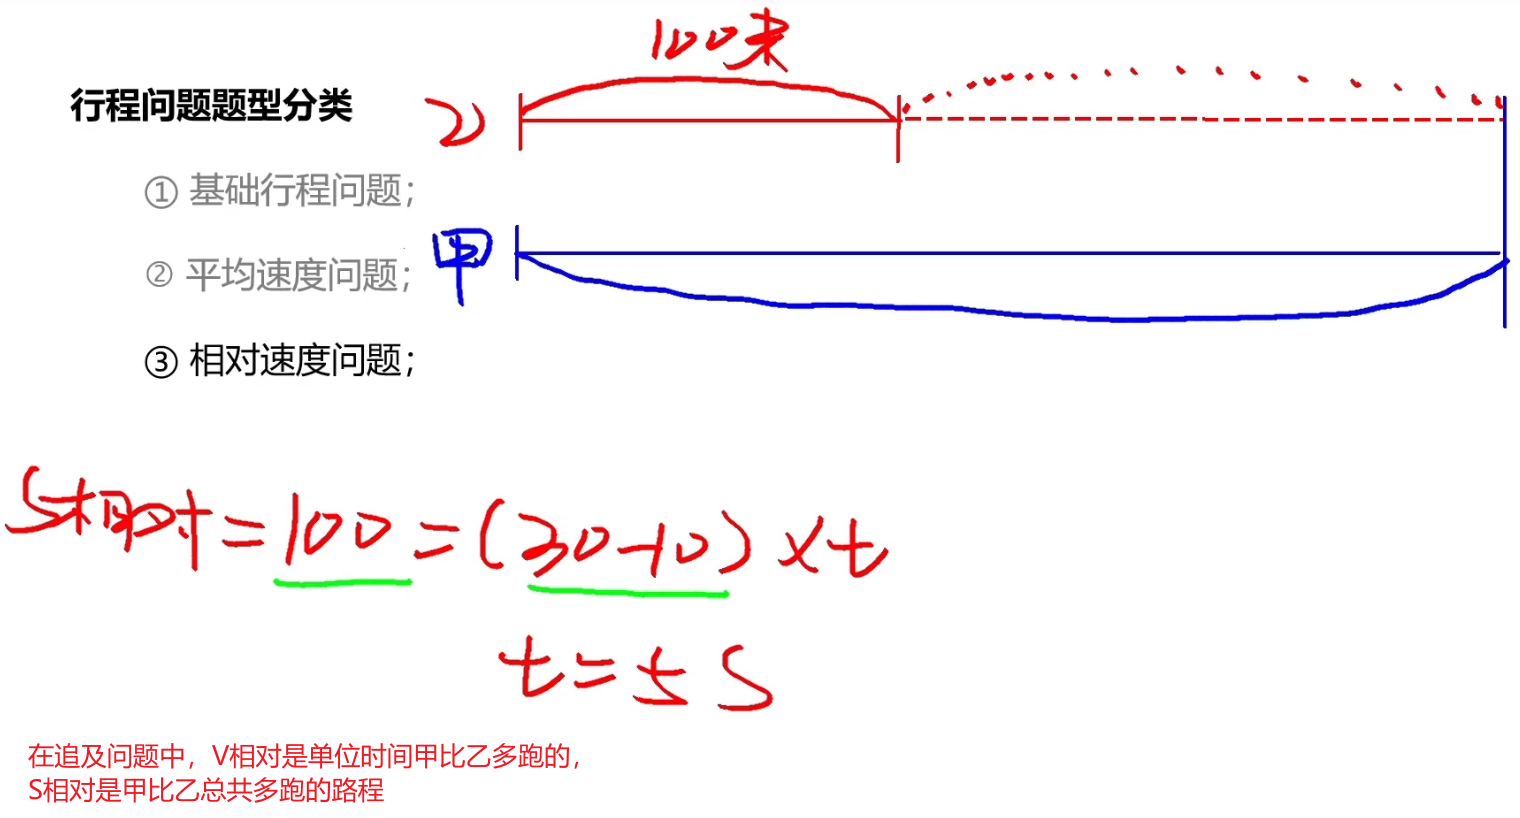 100米
行程问题题型分类
乙
① 基础行程问题；
甲
② 平均速度问题；
③ 相对速度问题；
S相对=100=(30-10)×t
t=5s
在追及问题中，V相对是单位时间甲比乙多跑的，
S相对是甲比乙总共多跑的路程